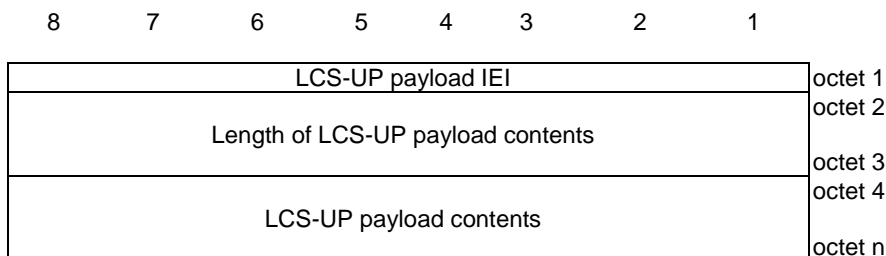 8 7 6 5 4 3 2 1
LCS-UP payload IEI octet 1
octet 2
Length of LCS-UP payload contents
octet 3
octet 4
LCS-UP payload contents
octet n